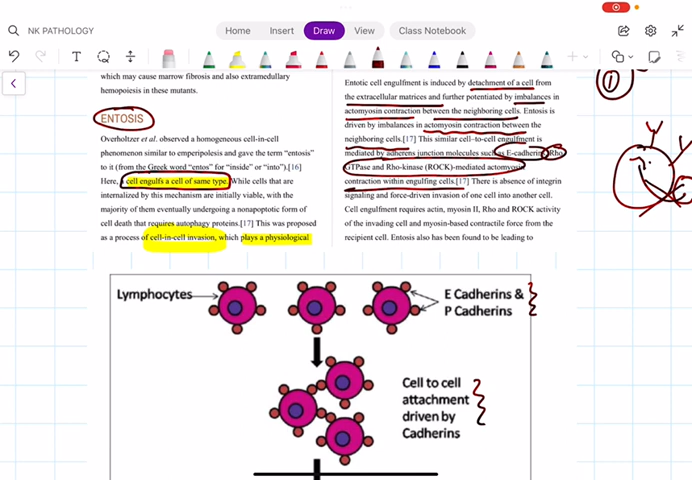 NK PATHOLOGY
Home Insert Draw View Class Notebook
which may cause marrow fibrosis and also extramedullary
hemopoiesis in these mutants.
ENTOSIS
Overholtzer et al. observed a homogeneous cell-in-cell
phenomenon similar to emperipolesis and gave the term “entosis”
to it (from the Greek word “entos” for “inside” or “into”).[16]
Here, a cell engulfs a cell of same type. While cells that are
internalized by this mechanism are initially viable, with the
majority of them eventually undergoing a nonapoptotic form of
cell death that requires autophagy proteins.[17] This was proposed
as a process of cell-in-cell invasion, which plays a physiological
Entotic cell engulfment is induced by detachment of a cell from
the extracellular matrices and further potentiated by imbalances in
actomyosin contraction between the neighboring cells. Entosis is
driven by imbalances in actomyosin contraction between the
neighboring cells.[17] This similar cell-to-cell engulfment is
mediated by adherens junction molecules such as E-cadherin, Rho
GTPase and Rho-kinase (ROCK)-mediated actomyosin
contraction within engulfing cells.[17] There is absence of integrin
signaling and force-driven invasion of one cell into another cell.
Cell engulfment requires actin, myosin II, Rho and ROCK activity
of the invading cell and myosin-based contractile force from the
recipient cell. Entosis also has been found to be leading to
1
Lymphocytes
E Cadherins &
P Cadherins
Cell to cell
attachment
driven by
Cadherins